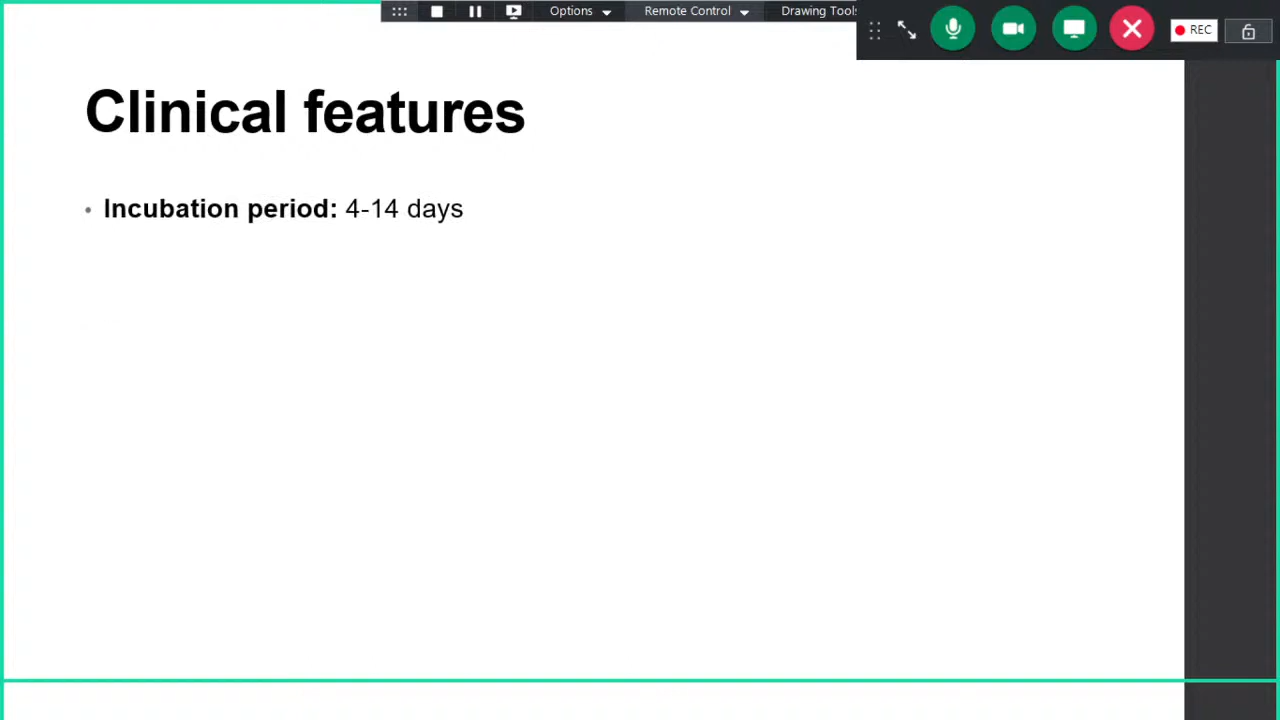 Options
Remote Control
Drawing Tools
REC
Clinical features
• Incubation period: 4-14 days